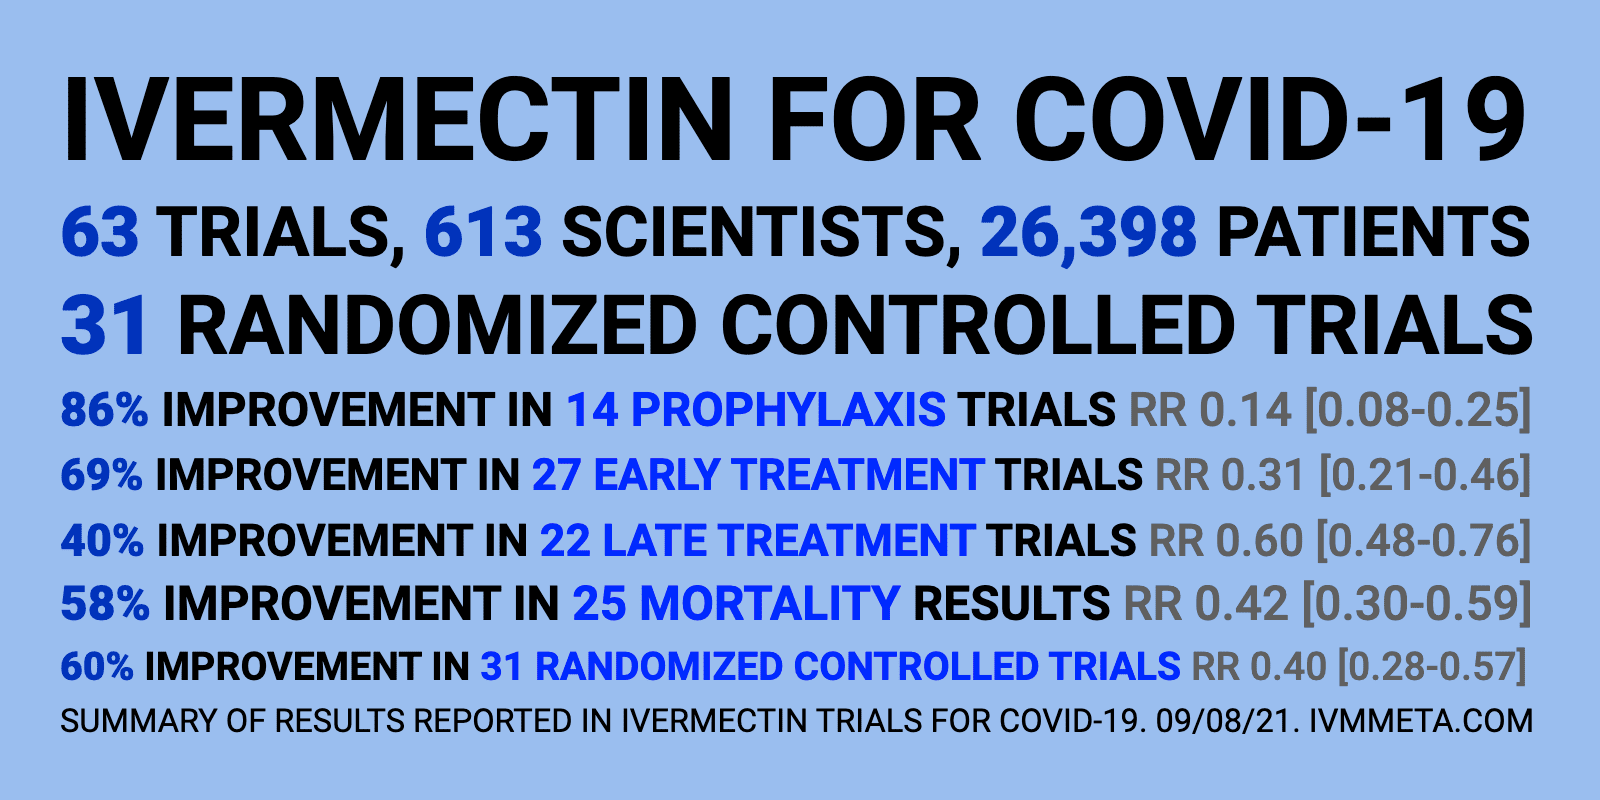 IVERMECTIN FOR COVID-19
63 TRIALS, 613 SCIENTISTS, 26,398 PATIENTS
31 RANDOMIZED CONTROLLED TRIALS
86% IMPROVEMENT IN 14 PROPHYLAXIS TRIALS RR 0.14 [0.08-0.25]
69% IMPROVEMENT IN 27 EARLY TREATMENT TRIALS RR 0.31 [0.21-0.46]
40% IMPROVEMENT IN 22 LATE TREATMENT TRIALS RR 0.60 [0.48-0.76]
58% IMPROVEMENT IN 25 MORTALITY RESULTS RR 0.42 [0.30-0.59]
60% IMPROVEMENT IN 31 RANDOMIZED CONTROLLED TRIALS RR 0.40 [0.28-0.57]
SUMMARY OF RESULTS REPORTED IN IVERMECTIN TRIALS FOR COVID-19. 09/08/21. IVMMETA.COM